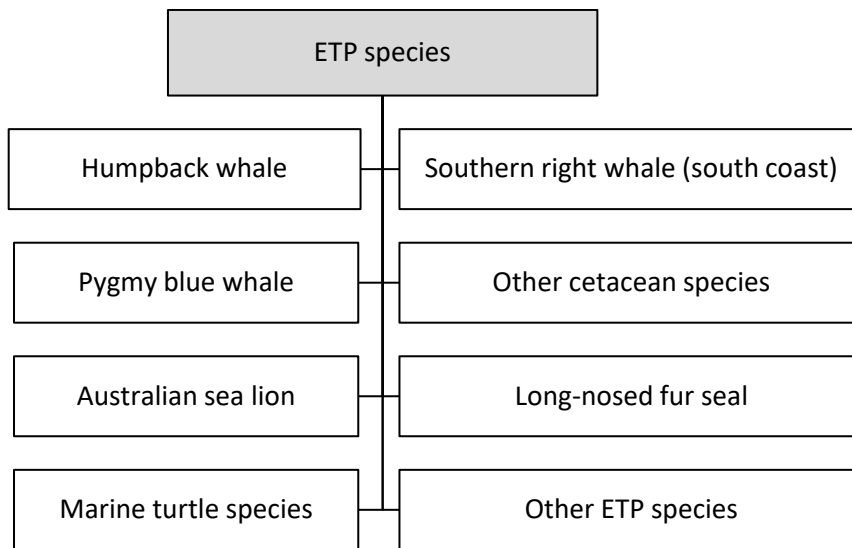 ETP species
Humpback whale
Southern right whale (south coast)
Pygmy blue whale
Other cetacean species
Australian sea lion
Long-nosed fur seal
Marine turtle species
Other ETP species